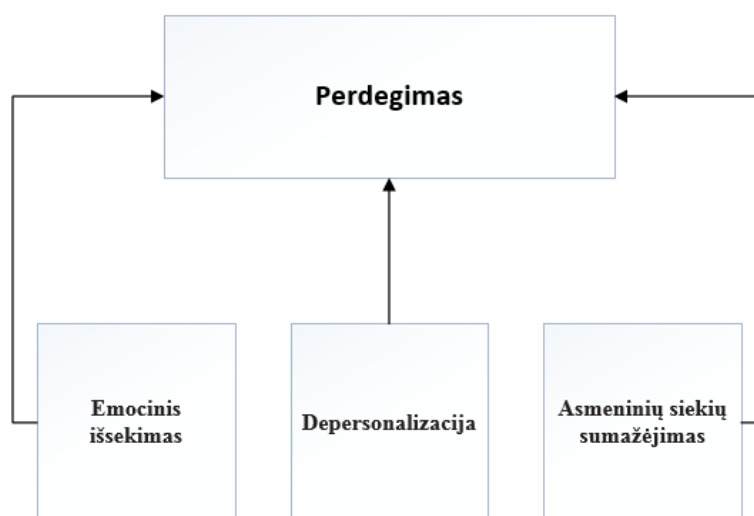 Perdegimas
Emocinis
išsekimas
Depersonalizacija
Asmeninių siekių
sumažėjimas